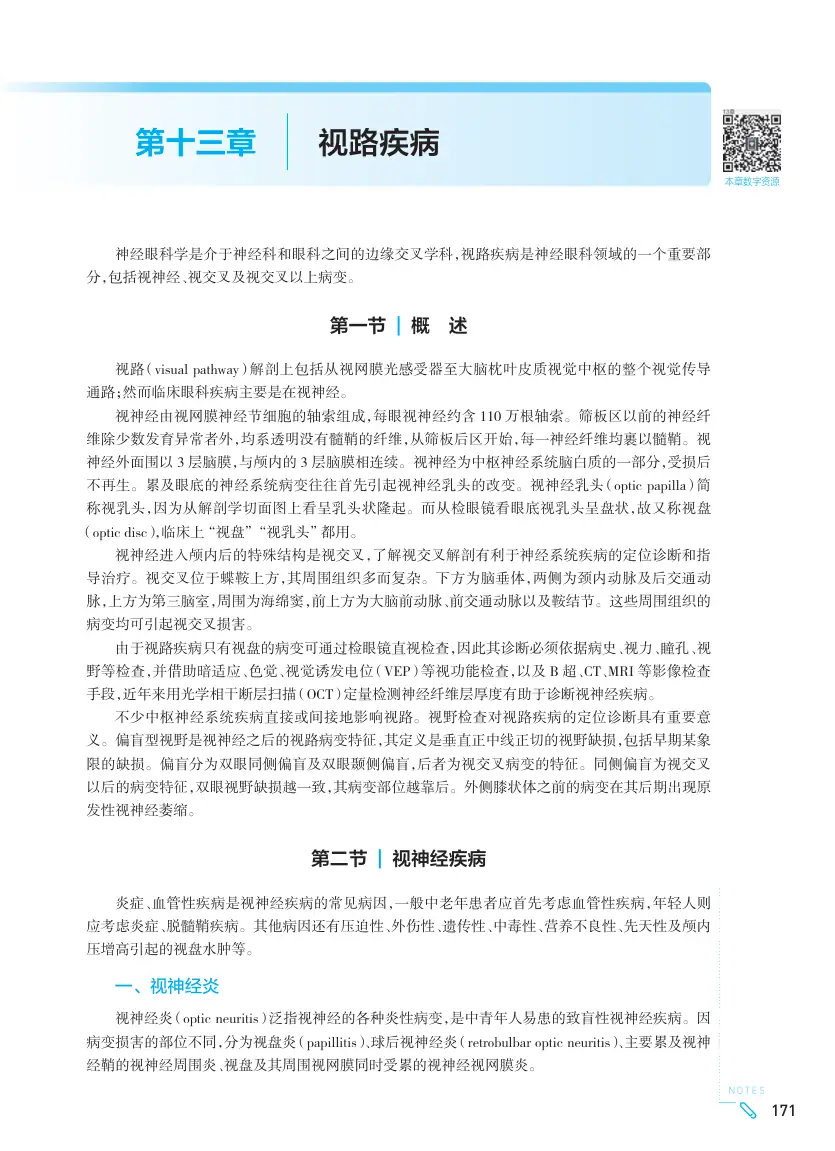 第十三章
视路疾病
13章
本章数字资源
神经眼科学是介于神经科和眼科之间的边缘交叉学科,视路疾病是神经眼科领域的一个重要部
分,包括视神经、视交叉及视交叉以上病变。
第一节 | 概 述
视路(visual pathway)解剖上包括从视网膜光感受器至大脑枕叶皮质视觉中枢的整个视觉传导
通路;然而临床眼科疾病主要是在视神经。
视神经由视网膜神经节细胞的轴索组成,每眼视神经约含 110 万根轴索。筛板区以前的神经纤
维除少数发育异常者外,均系透明没有髓鞘的纤维,从筛板后区开始,每一神经纤维均裹以髓鞘。视
神经外面围以 3 层脑膜,与颅内的 3 层脑膜相连续。视神经为中枢神经系统脑白质的一部分,受损后
不再生。累及眼底的神经系统病变往往首先引起视神经乳头的改变。视神经乳头(optic papilla)简
称视乳头,因为从解剖学切面图上看呈乳头状隆起。而从检眼镜看眼底视乳头呈盘状,故又称视盘
(optic disc),临床上“视盘”“视乳头”都用。
视神经进入颅内后的特殊结构是视交叉,了解视交叉解剖有利于神经系统疾病的定位诊断和指
导治疗。视交叉位于蝶鞍上方,其周围组织多而复杂。下方为脑垂体,两侧为颈内动脉及后交通动
脉,上方为第三脑室,周围为海绵窦,前上方为大脑前动脉、前交通动脉以及鞍结节。这些周围组织的
病变均可引起视交叉损害。
由于视路疾病只有视盘的病变可通过检眼镜直视检查,因此其诊断必须依据病史、视力、瞳孔、视
野等检查,并借助暗适应、色觉、视觉诱发电位(VEP)等视功能检查,以及 B 超、CT、MRI 等影像检查
手段,近年来用光学相干断层扫描(OCT)定量检测神经纤维层厚度有助于诊断视神经疾病。
不少中枢神经系统疾病直接或间接地影响视路。视野检查对视路疾病的定位诊断具有重要意
义。偏盲型视野是视神经之后的视路病变特征,其定义是垂直正中线正切的视野缺损,包括早期某象
限的缺损。偏盲分为双眼同侧偏盲及双眼颞侧偏盲,后者为视交叉病变的特征。同侧偏盲为视交叉
以后的病变特征,双眼视野缺损越一致,其病变部位越靠后。外侧膝状体之前的病变在其后期出现原
发性视神经萎缩。
第二节 | 视神经疾病
炎症、血管性疾病是视神经疾病的常见病因,一般中老年患者应首先考虑血管性疾病,年轻人则
应考虑炎症、脱髓鞘疾病。其他病因还有压迫性、外伤性、遗传性、中毒性、营养不良性、先天性及颅内
压增高引起的视盘水肿等。
一、视神经炎
视神经炎(optic neuritis)泛指视神经的各种炎性病变,是中青年人易患的致盲性视神经疾病。因
病变损害的部位不同,分为视盘炎(papillitis)、球后视神经炎(retrobulbar optic neuritis)、主要累及视神
经鞘的视神经周围炎、视盘及其周围视网膜同时受累的视神经视网膜炎。
NOTES
171